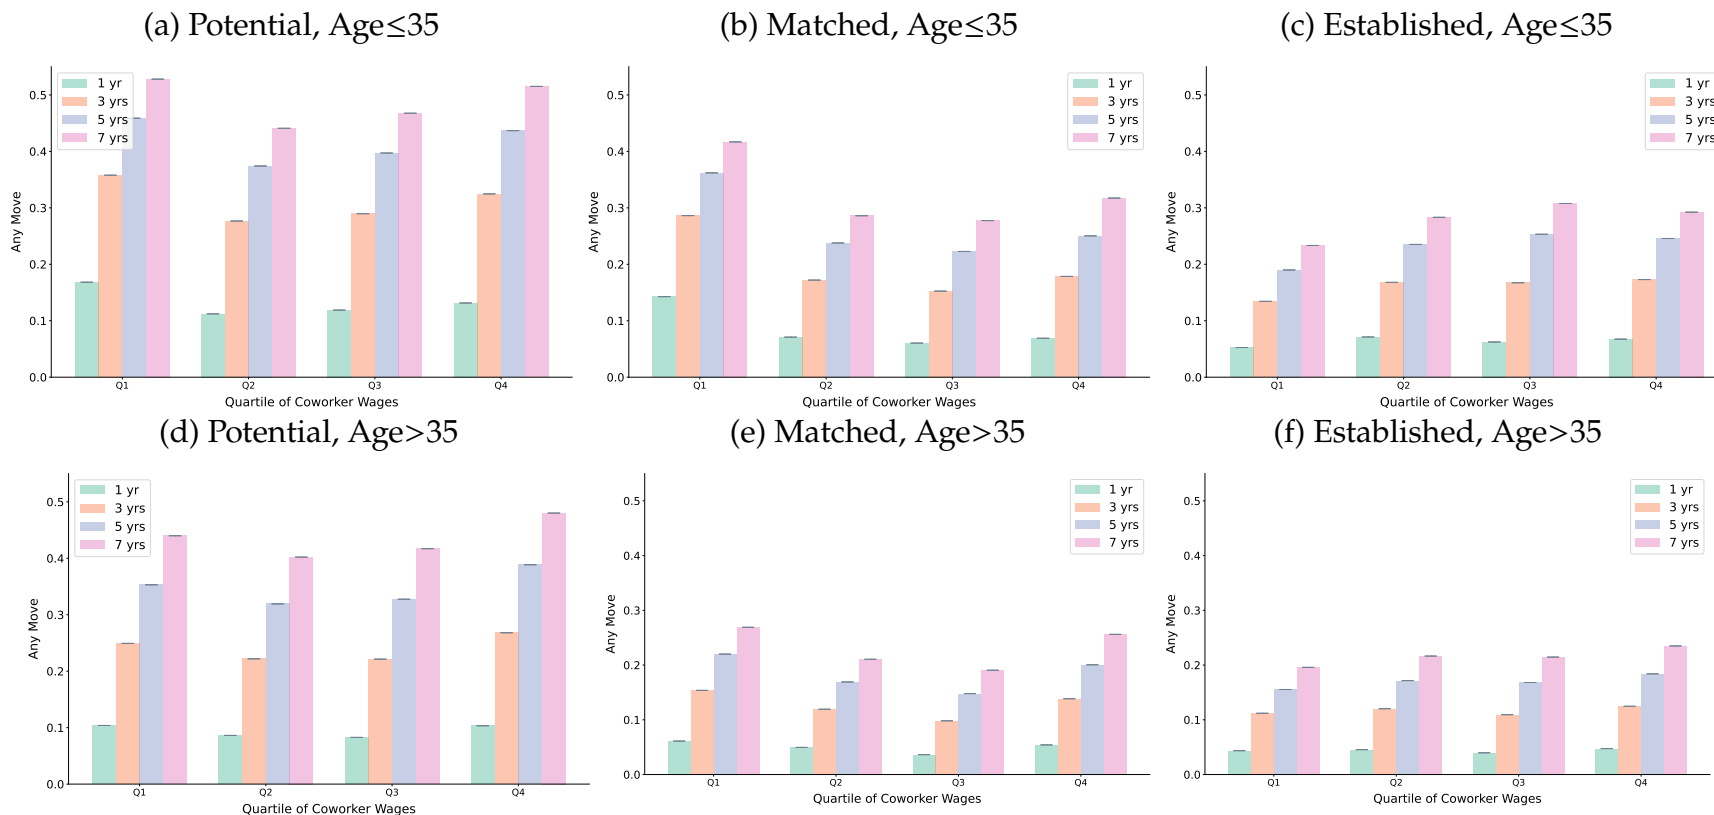 (a) Potential, Age≤35
0.5
0.4
0.3
0.2
0.1
0.0
Any Move
1 yr
3 yrs
5 yrs
7 yrs
Q1 Q2 Q3 Q4
Quartile of Coworker Wages
(b) Matched, Age≤35
0.5
0.4
0.3
0.2
0.1
0.0
Any Move
1 yr
3 yrs
5 yrs
7 yrs
Q1 Q2 Q3 Q4
Quartile of Coworker Wages
(c) Established, Age≤35
0.5
0.4
0.3
0.2
0.1
0.0
Any Move
1 yr
3 yrs
5 yrs
7 yrs
Q1 Q2 Q3 Q4
Quartile of Coworker Wages
(d) Potential, Age>35
0.5
0.4
0.3
0.2
0.1
0.0
Any Move
1 yr
3 yrs
5 yrs
7 yrs
Q1 Q2 Q3 Q4
Quartile of Coworker Wages
(e) Matched, Age>35
0.5
0.4
0.3
0.2
0.1
0.0
Any Move
1 yr
3 yrs
5 yrs
7 yrs
Q1 Q2 Q3 Q4
Quartile of Coworker Wages
(f) Established, Age>35
0.5
0.4
0.3
0.2
0.1
0.0
Any Move
1 yr
3 yrs
5 yrs
7 yrs
Q1 Q2 Q3 Q4
Quartile of Coworker Wages